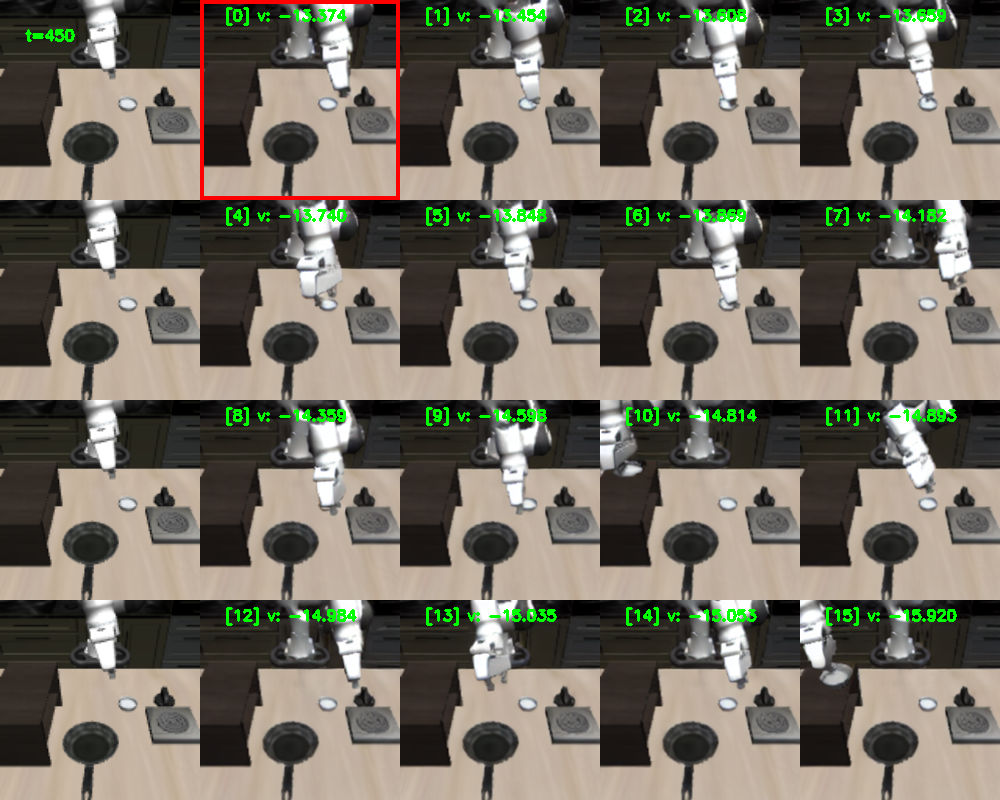 t=450
[0] v: -13.374
[1] v: -13.454
[2] v: -13.608
[3] v: -13.659
[4] v: -13.740
[5] v: -13.848
[6] v: -13.869
[7] v: -14.182
[8] v: -14.359
[9] v: -14.598
[10] v: -14.814
[11] v: -14.893
[12] v: -14.984
[13] v: -15.035
[14] v: -15.053
[15] v: -15.920